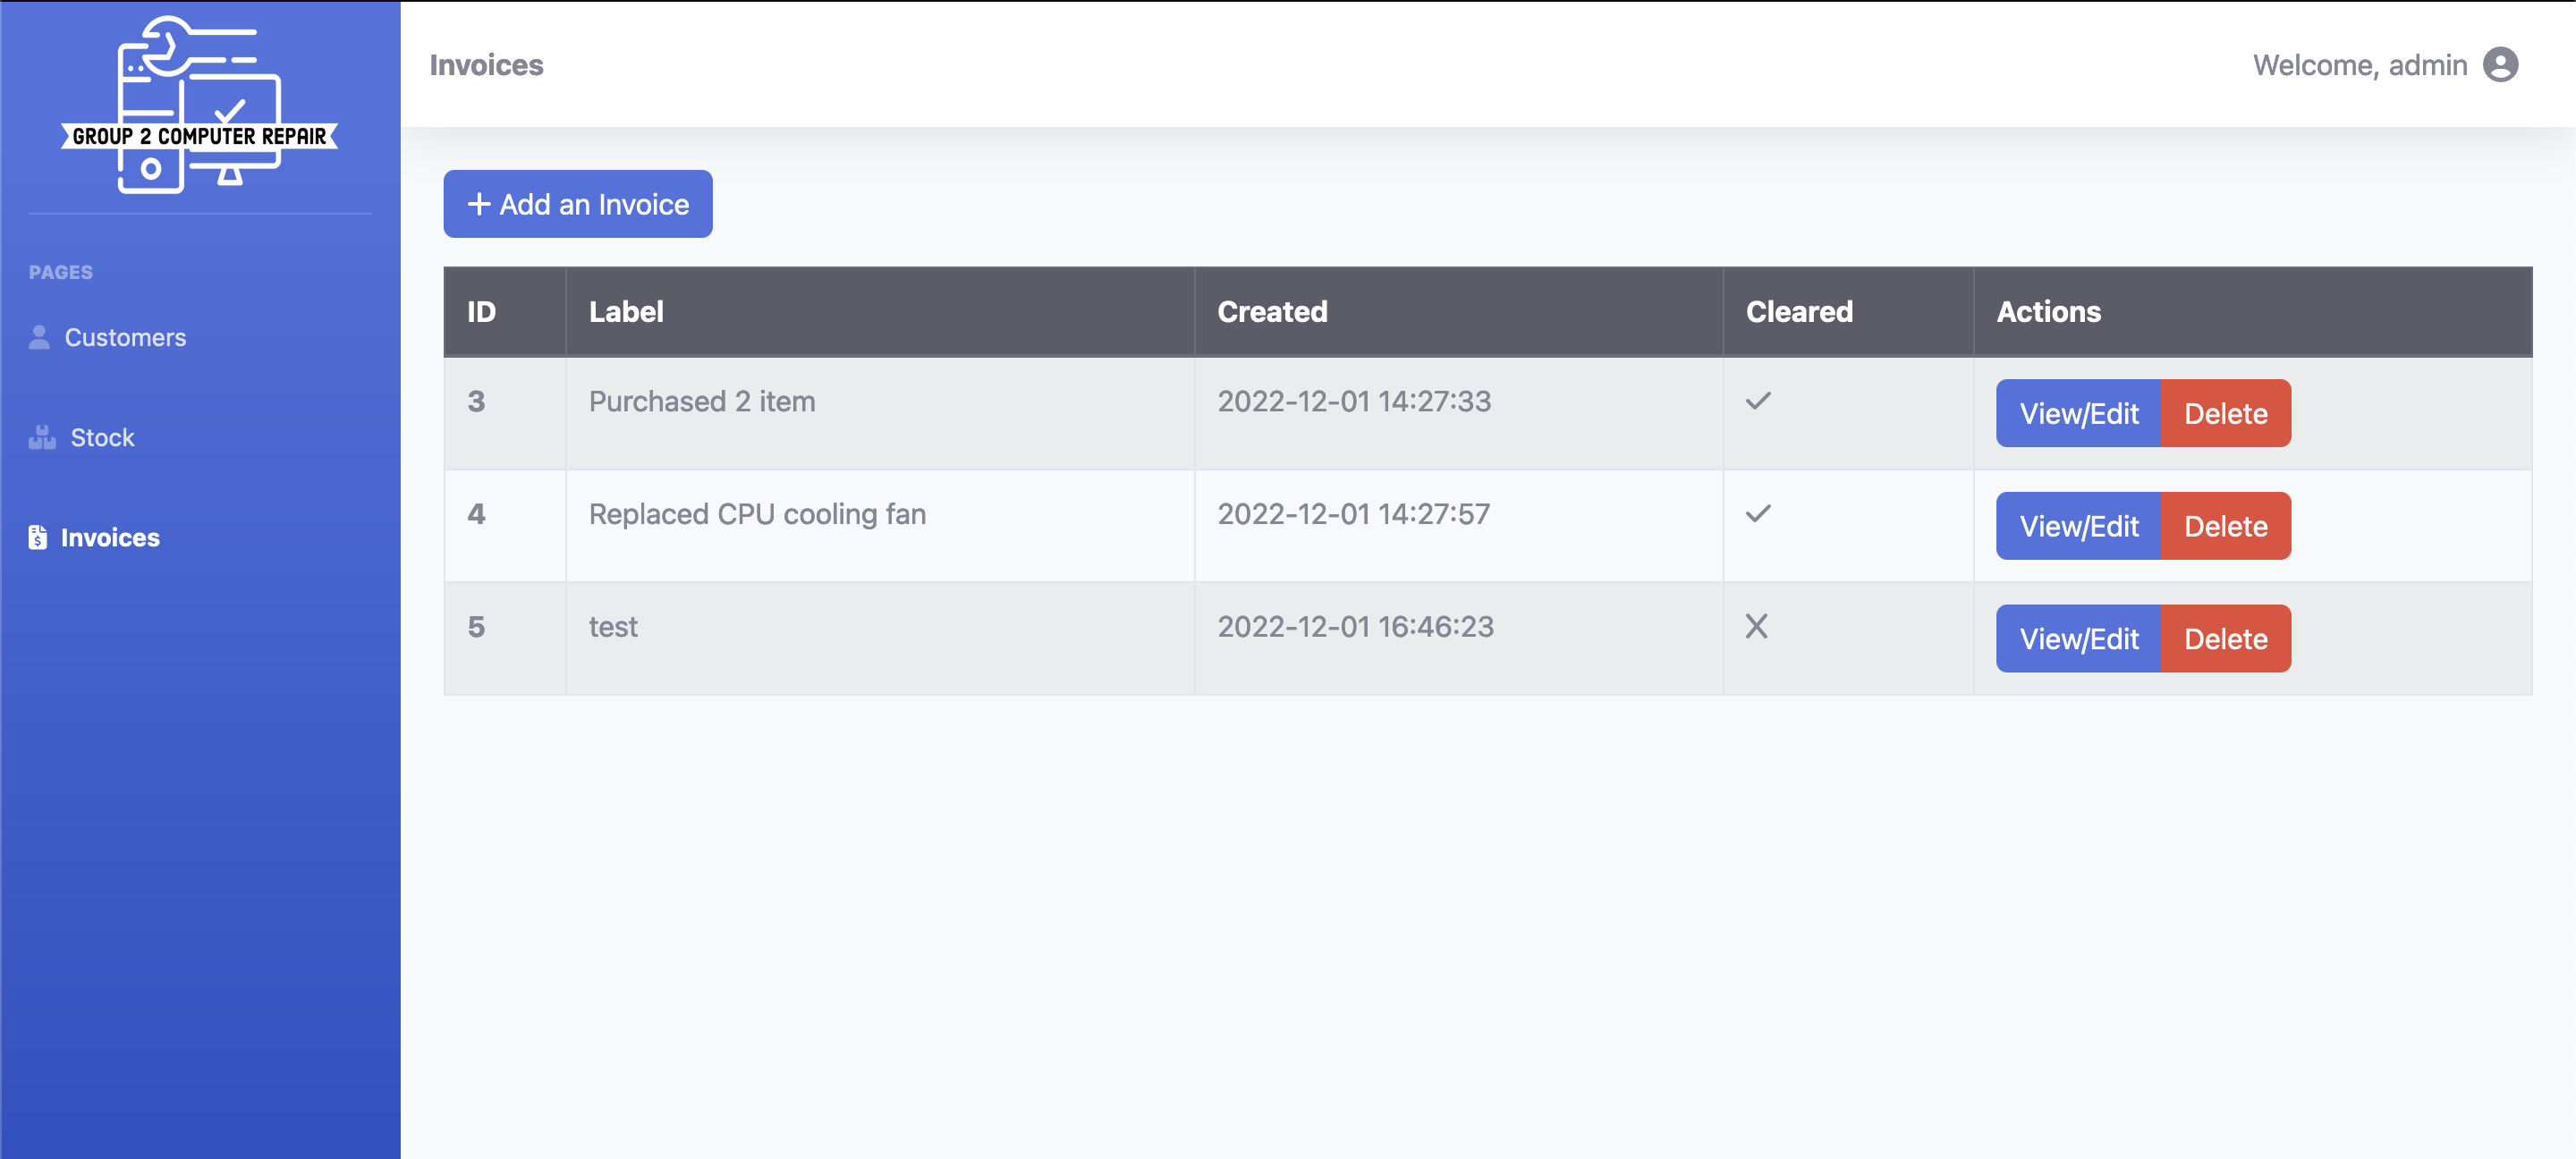 GROUP 2 COMPUTER REPAIR
PAGES
Customers
Stock
Invoices
Invoices
Welcome, admin
+ Add an Invoice
ID Label Created Cleared Actions
3 Purchased 2 item 2022-12-01 14:27:33 ✓ View/Edit Delete
4 Replaced CPU cooling fan 2022-12-01 14:27:57 ✓ View/Edit Delete
5 test 2022-12-01 16:46:23 X View/Edit Delete